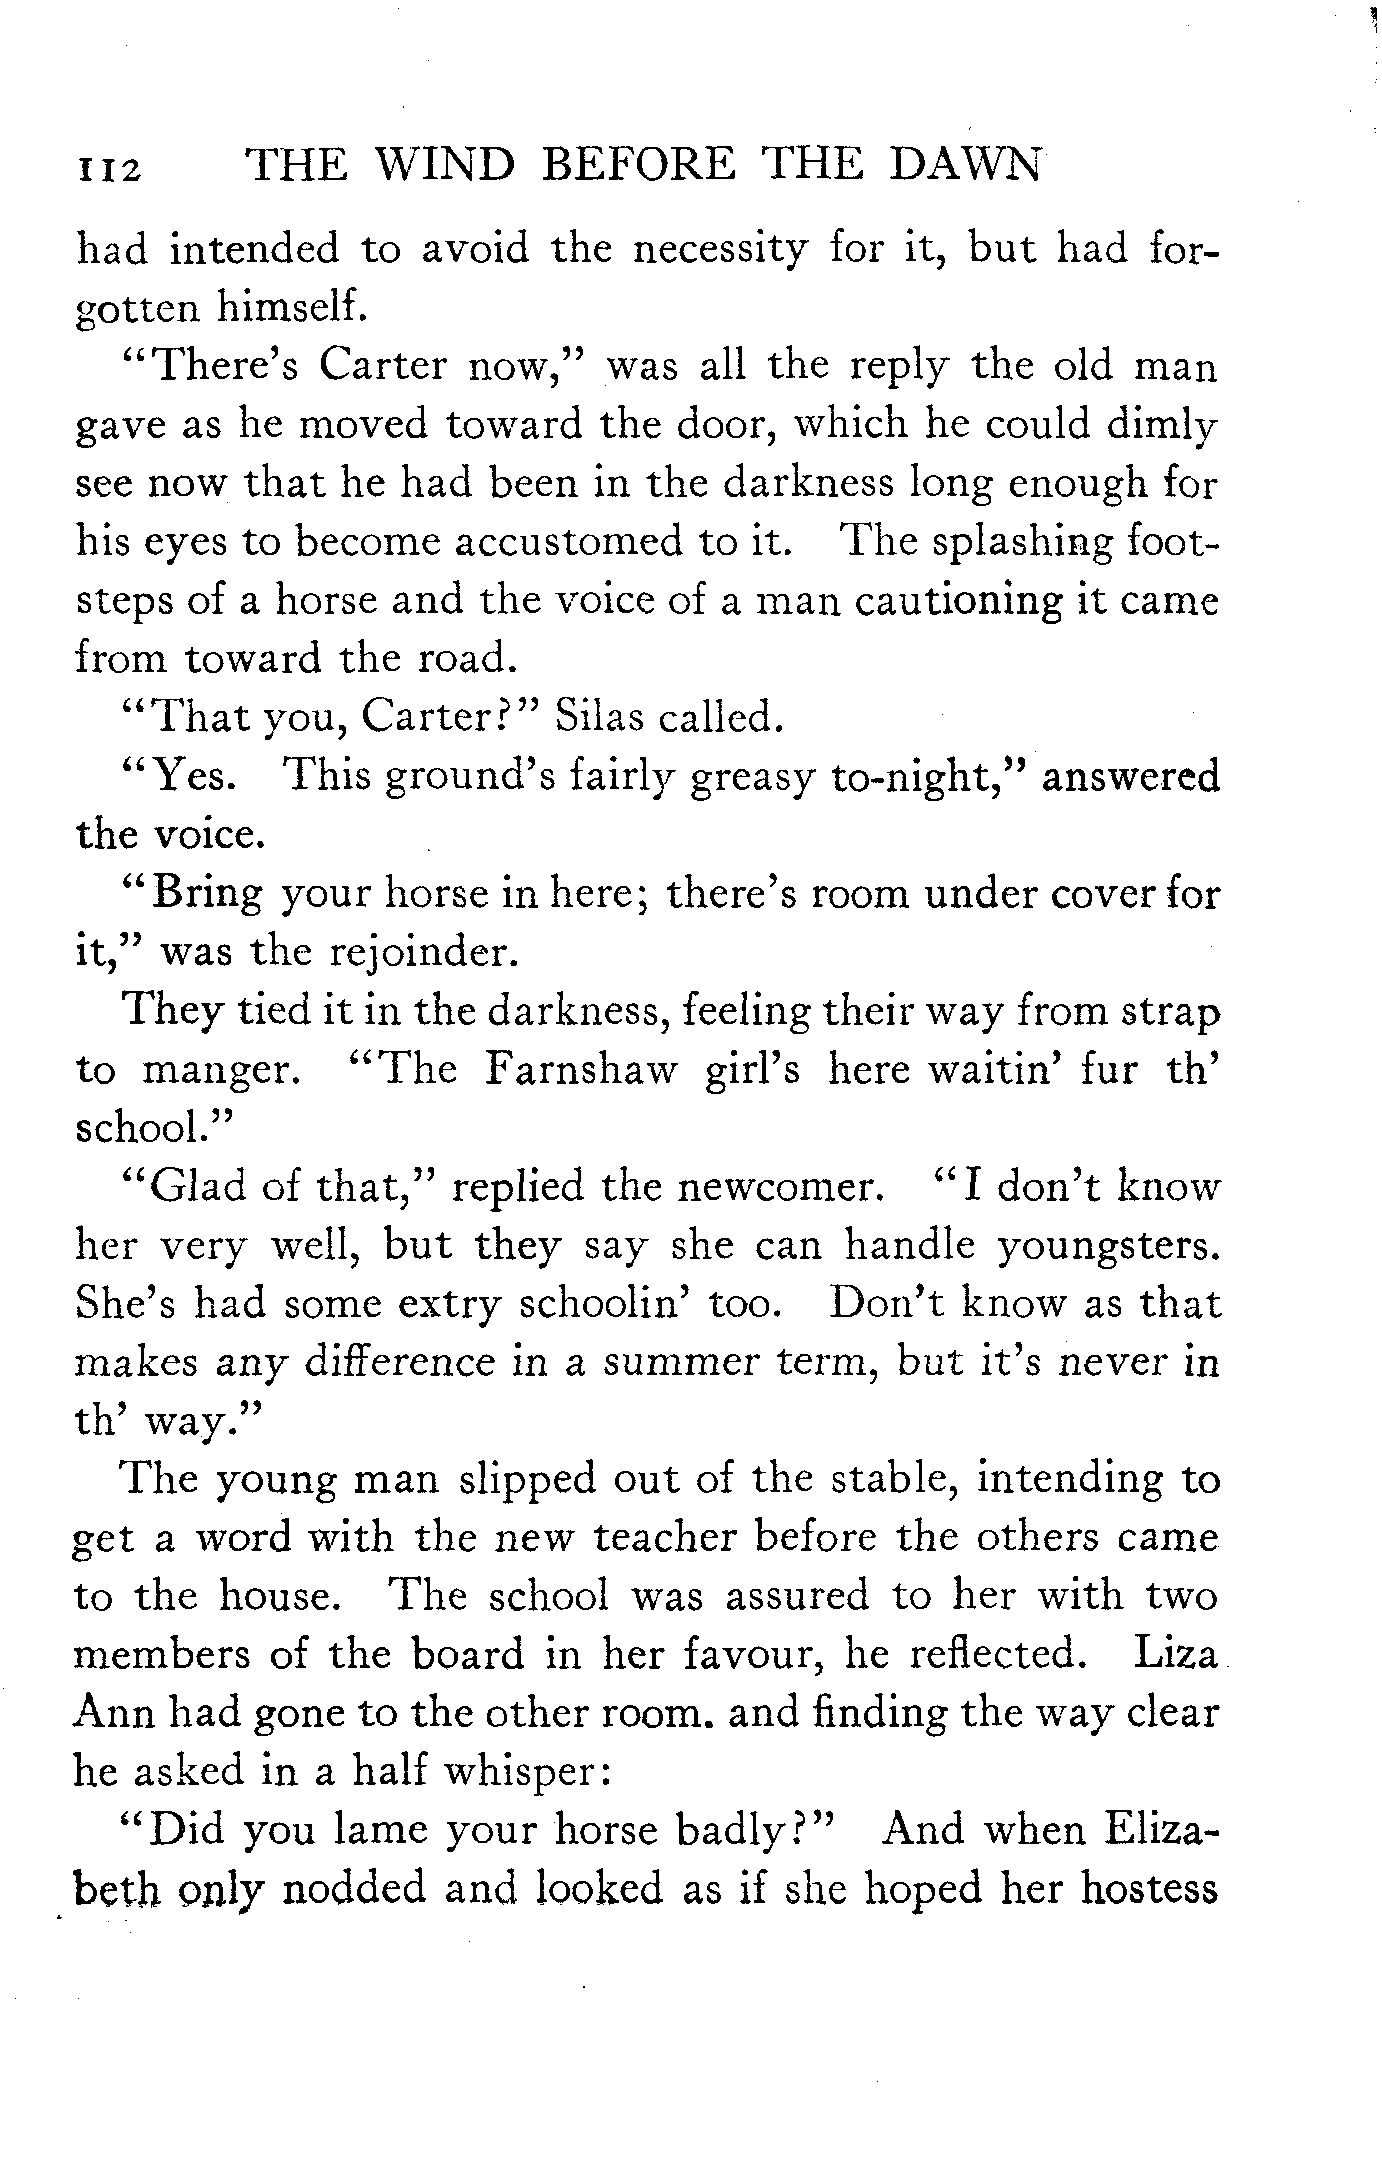 112 THE WIND BEFORE THE DAWN
had intended to avoid the necessity for it, but had for-
gotten himself.
"There's Carter now," was all the reply the old man
gave as he moved toward the door, which he could dimly
see now that he had been in the darkness long enough for
his eyes to become accustomed to it. The splashing foot-
steps of a horse and the voice of a man cautioning it came
from toward the road.
"That you, Carter?" Silas called.
"Yes. This ground's fairly greasy to-night," answered
the voice.
"Bring your horse in here; there's room under cover for
it," was the rejoinder.
They tied it in the darkness, feeling their way from strap
to manger. "The Farnshaw girl's here waitin' fur th'
school."
"Glad of that," replied the newcomer. "I don't know
her very well, but they say she can handle youngsters.
She's had some extry schoolin' too. Don't know as that
makes any difference in a summer term, but it's never in
th' way."
The young man slipped out of the stable, intending to
get a word with the new teacher before the others came
to the house. The school was assured to her with two
members of the board in her favour, he reflected. Liza
Ann had gone to the other room. and finding the way clear
he asked in a half whisper:
"Did you lame your horse badly?" And when Eliza-
beth only nodded and looked as if she hoped her hostess